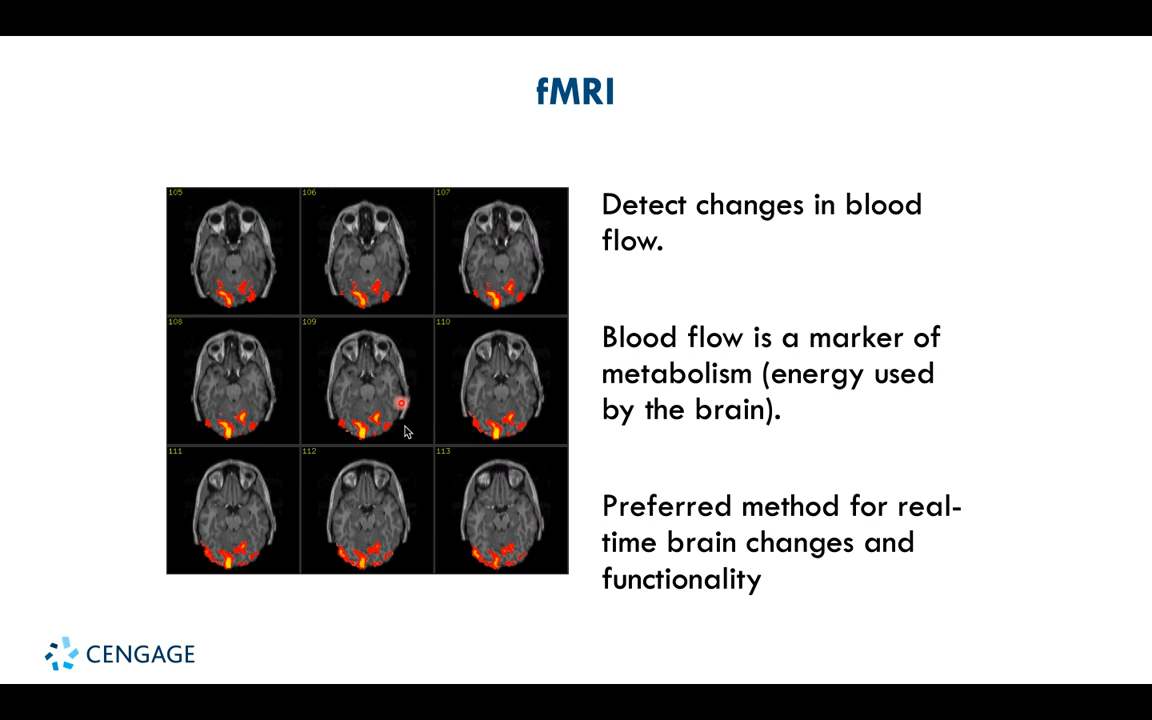 fMRI
105
106
107
108
109
110
111
112
113
Detect changes in blood
flow.
Blood flow is a marker of
metabolism (energy used
by the brain).
Preferred method for real-
time brain changes and
functionality
CENGAGE